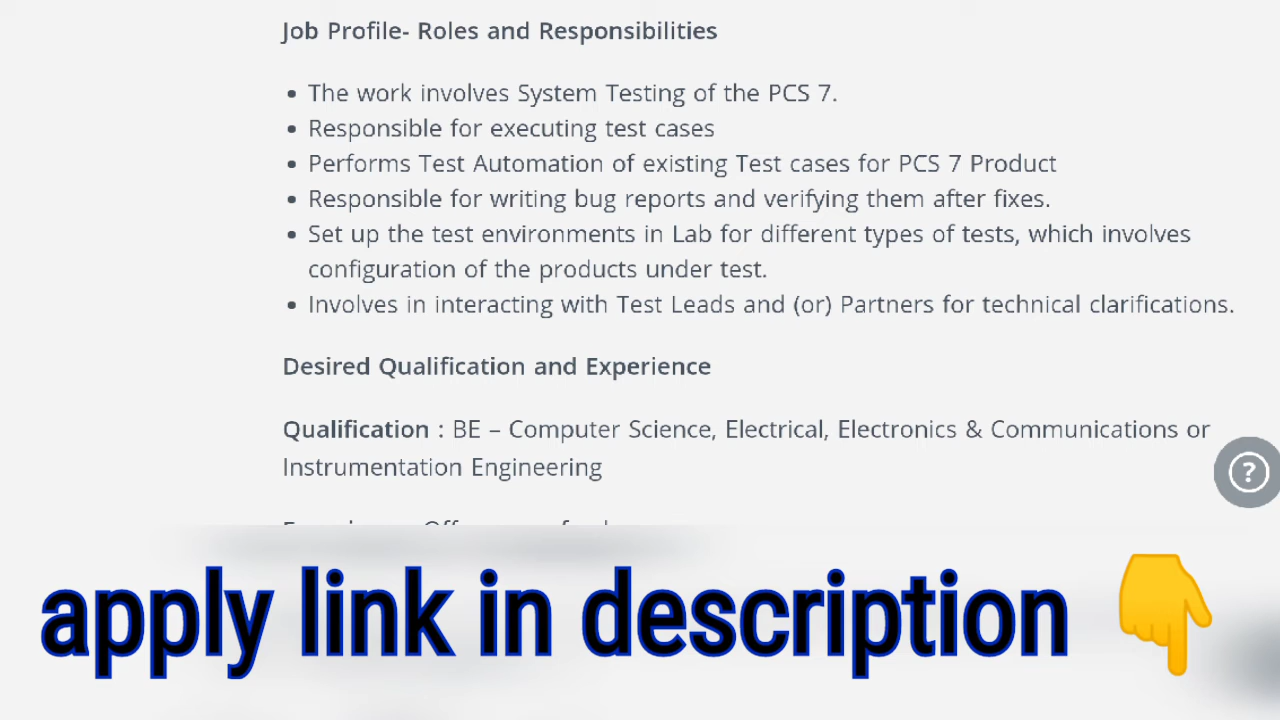 Job Profile- Roles and Responsibilities
• The work involves System Testing of the PCS 7.
• Responsible for executing test cases
• Performs Test Automation of existing Test cases for PCS 7 Product
• Responsible for writing bug reports and verifying them after fixes.
• Set up the test environments in Lab for different types of tests, which involves
configuration of the products under test.
• Involves in interacting with Test Leads and (or) Partners for technical clarifications.
Desired Qualification and Experience
Qualification : BE – Computer Science, Electrical, Electronics & Communications or
Instrumentation Engineering
?
apply link in description 👇